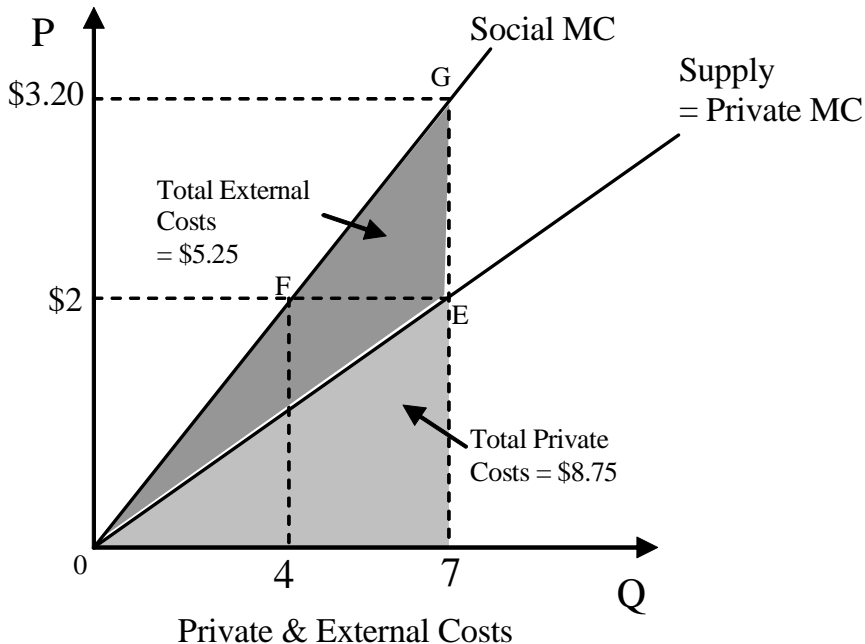 P
Social MC
G
$3.20
Supply
= Private MC
Total External
Costs
= $5.25
F
$2
E
Total Private
Costs = $8.75
0
4
7
Q
Private & External Costs